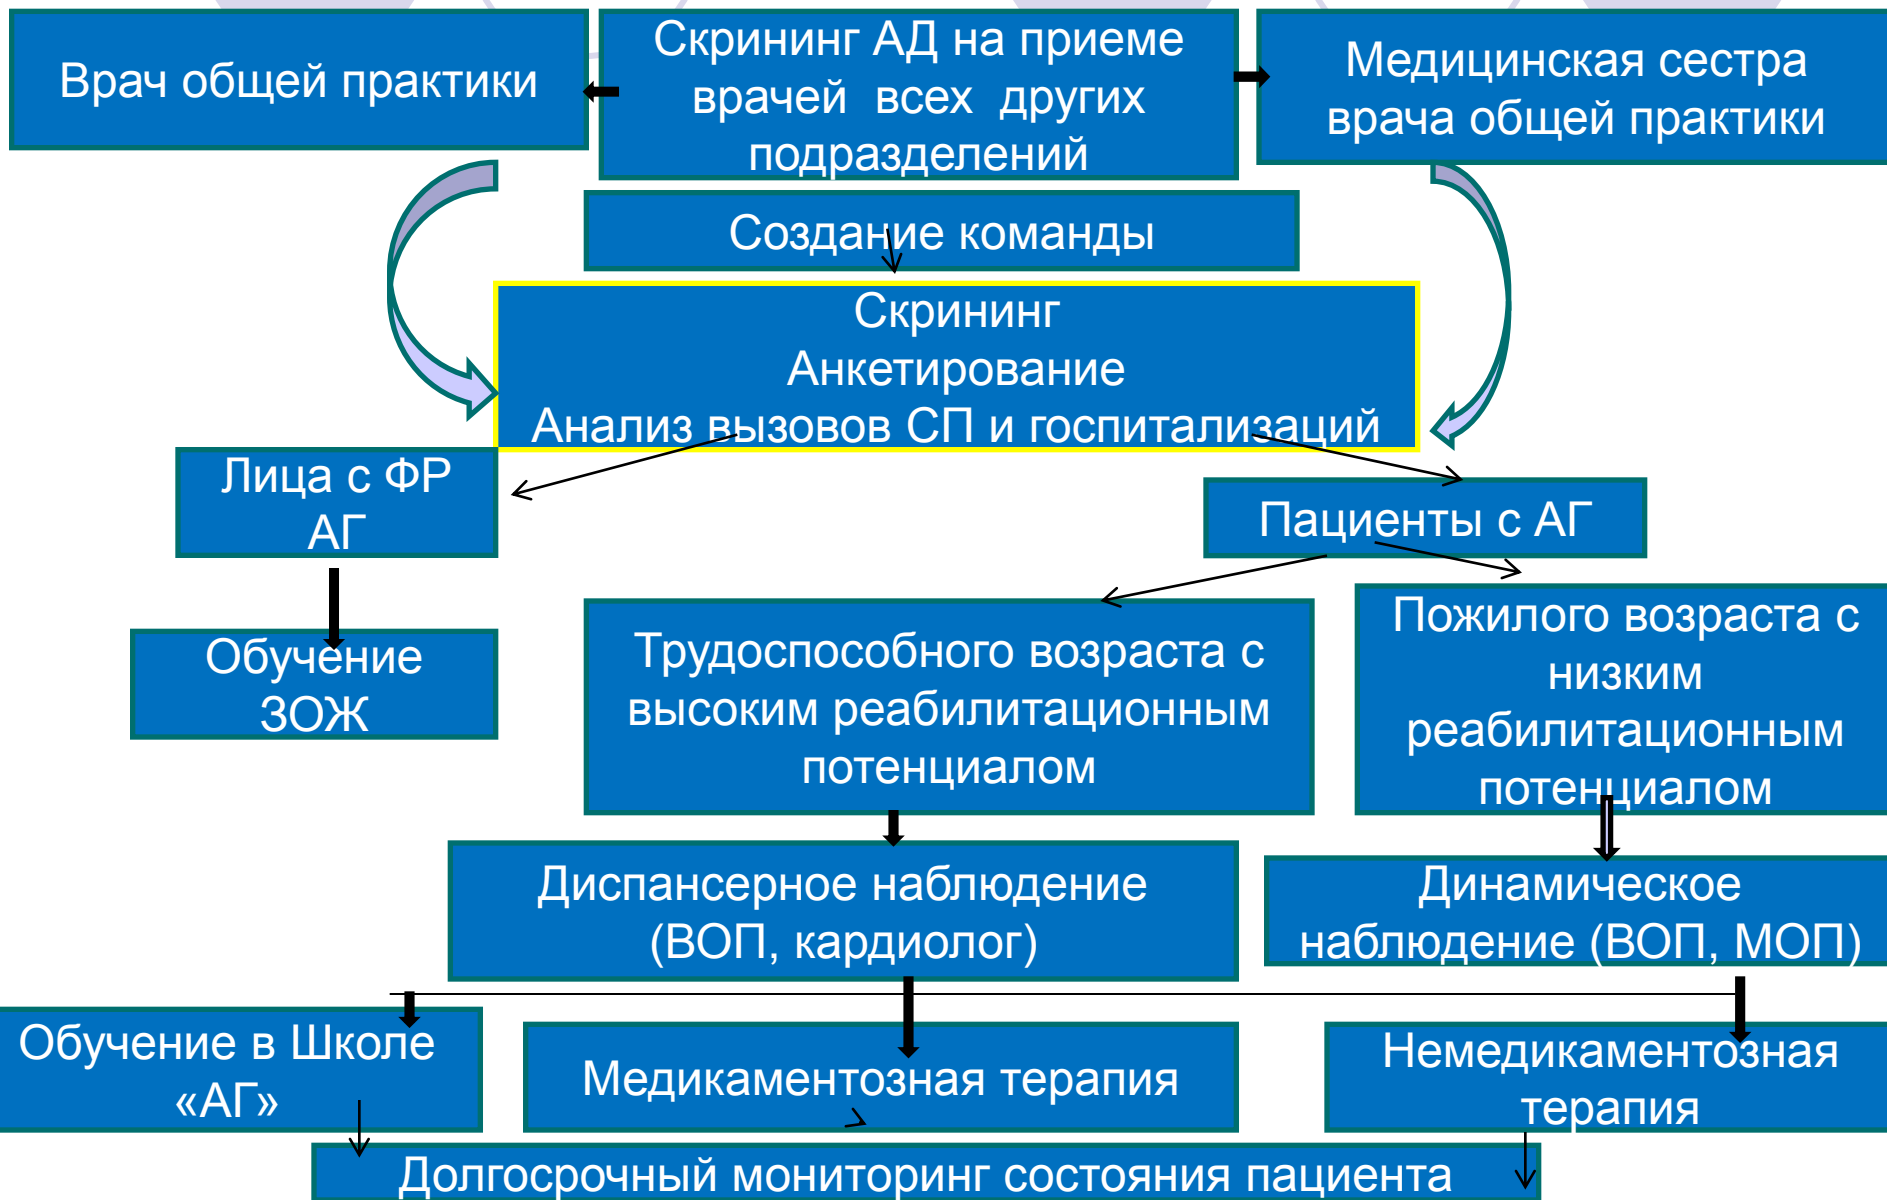 Врач общей практики
Скрининг АД на приеме
врачей всех других
подразделений
Медицинская сестра
врача общей практики
Создание команды
Скрининг
Анкетирование
Анализ вызовов СП и госпитализаций
Лица с ФР
АГ
Пациенты с АГ
Обучение
ЗОЖ
Трудоспособного возраста с
высоким реабилитационным
потенциалом
Пожилого возраста с
низким
реабилитационным
потенциалом
Диспансерное наблюдение
(ВОП, кардиолог)
Динамическое
наблюдение (ВОП, МОП)
Обучение в Школе
«АГ»
Медикаментозная терапия
Немедикаментозная
терапия
Долгосрочный мониторинг состояния пациента